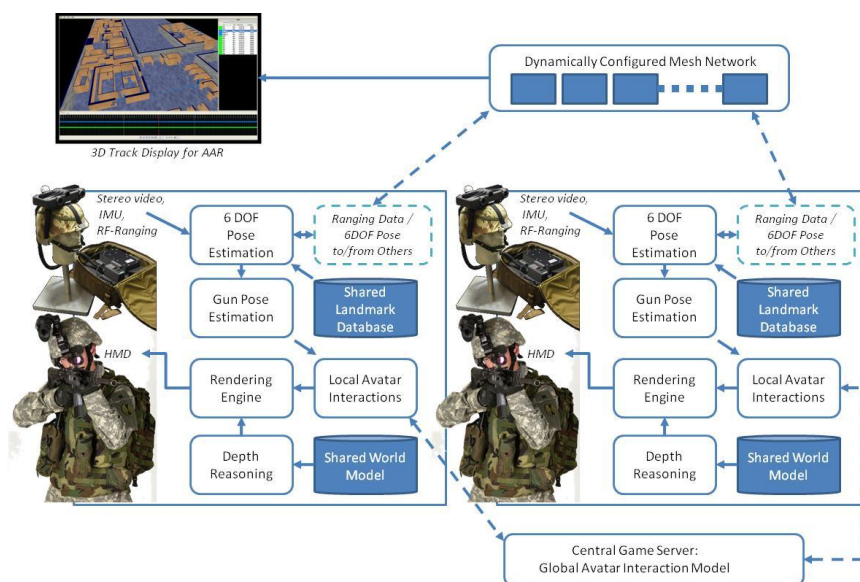 Dynamically Configured Mesh Network
3D Track Display for AAR
Stereo video,
IMU,
RF-Ranging
6 DOF
Pose
Estimation
Ranging Data /
6DOF Pose
to/from Others
Gun Pose
Estimation
Shared
Landmark
Database
HMD
Rendering
Engine
Local Avatar
Interactions
Depth
Reasoning
Shared World
Model
Stereo video,
IMU,
RF-Ranging
6 DOF
Pose
Estimation
Ranging Data /
6DOF Pose
to/from Others
Gun Pose
Estimation
Shared
Landmark
Database
HMD
Rendering
Engine
Local Avatar
Interactions
Depth
Reasoning
Shared World
Model
Central Game Server:
Global Avatar Interaction Model